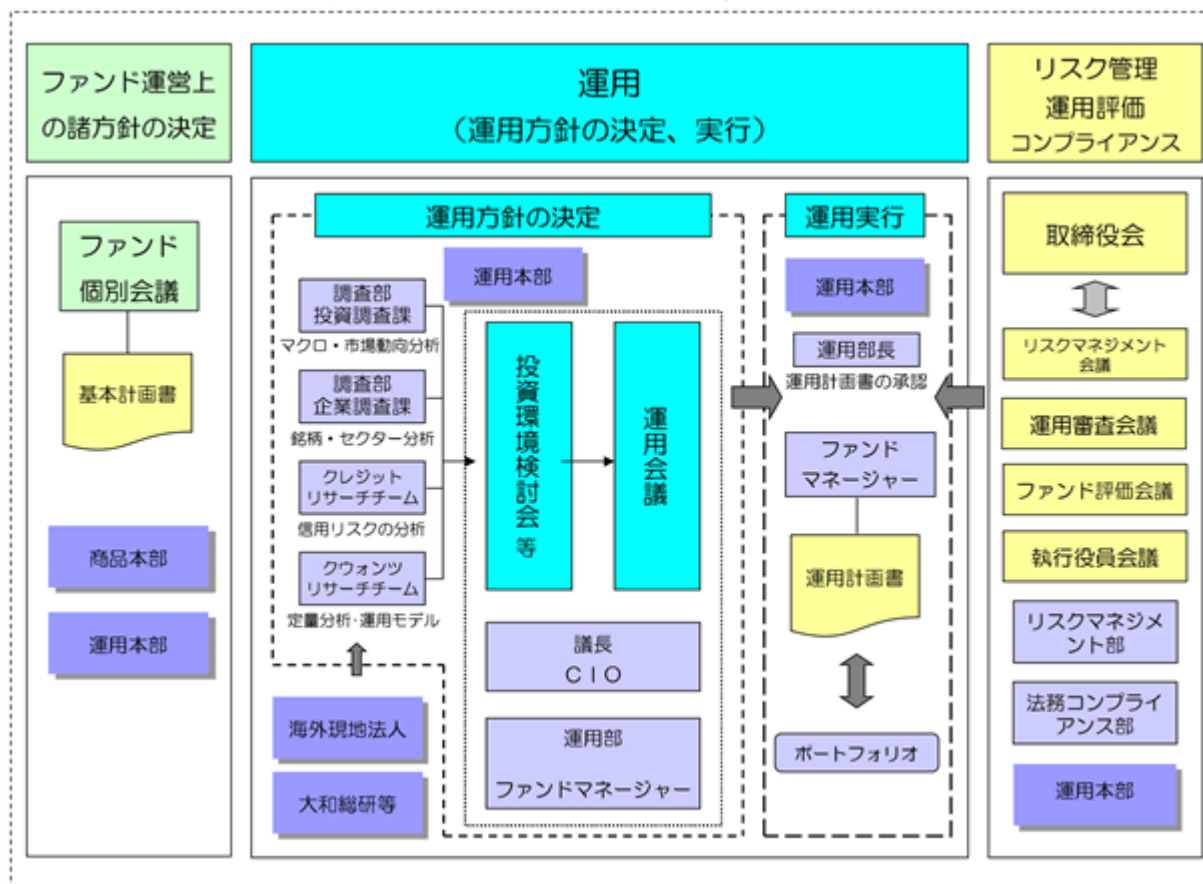 ファンド運営上
の諸方針の決定
運用
（運用方針の決定、実行）
リスク管理
運用評価
コンプライアンス
ファンド
個別会議
基本計画書
商品本部
運用本部
運用方針の決定
運用本部
調査部
投資調査課
マクロ・市場動向分析
調査部
企業調査課
銘柄・セクター分析
クレジット
リサーチチーム
信用リスクの分析
クウォンツ
リサーチチーム
定量分析・運用モデル
海外現地法人
大和総研等
投資環境検討会 等
運用会議
議長
ＣＩＯ
運用部
ファンドマネージャー
運用実行
運用本部
運用部長
運用計画書の承認
ファンド
マネージャー
運用計画書
ポートフォリオ
取締役会
リスクマネジメント
会議
運用審査会議
ファンド評価会議
執行役員会議
リスクマネジメ
ント部
法務コンプライ
アンス部
運用本部